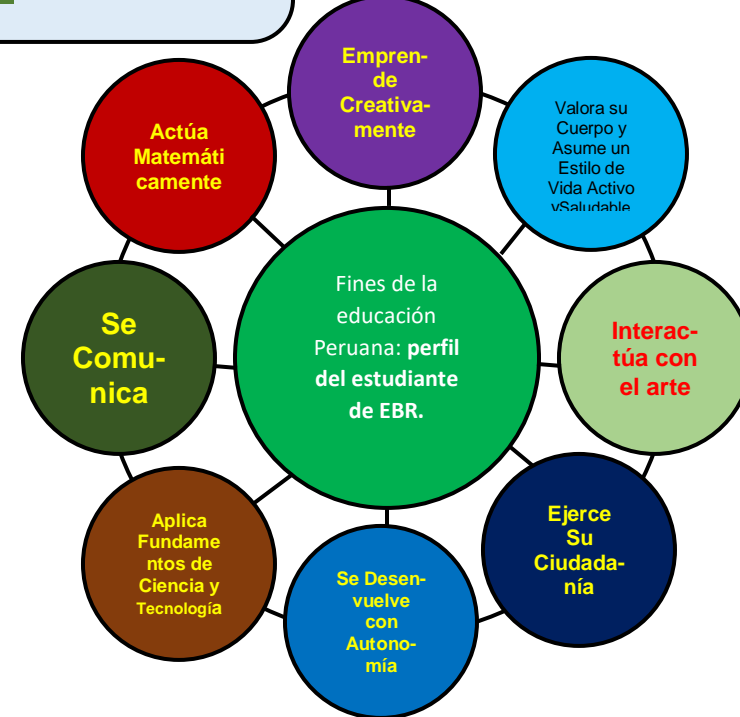 Empren-
de
Creativa-
mente
Valora su
Cuerpo y
Asume un
Estilo de
Vida Activo
ySaludable
Interac-
túa con
el arte
Ejerce
Su
Ciudada-
nía
Se Desen-
vuelve
con
Autono-
mía
Aplica
Fundame
ntos de
Ciencia y
Tecnología
Se
Comu-
nica
Actúa
Matemáti
camente
Fines de la
educación
Peruana: perfil
del estudiante
de EBR.